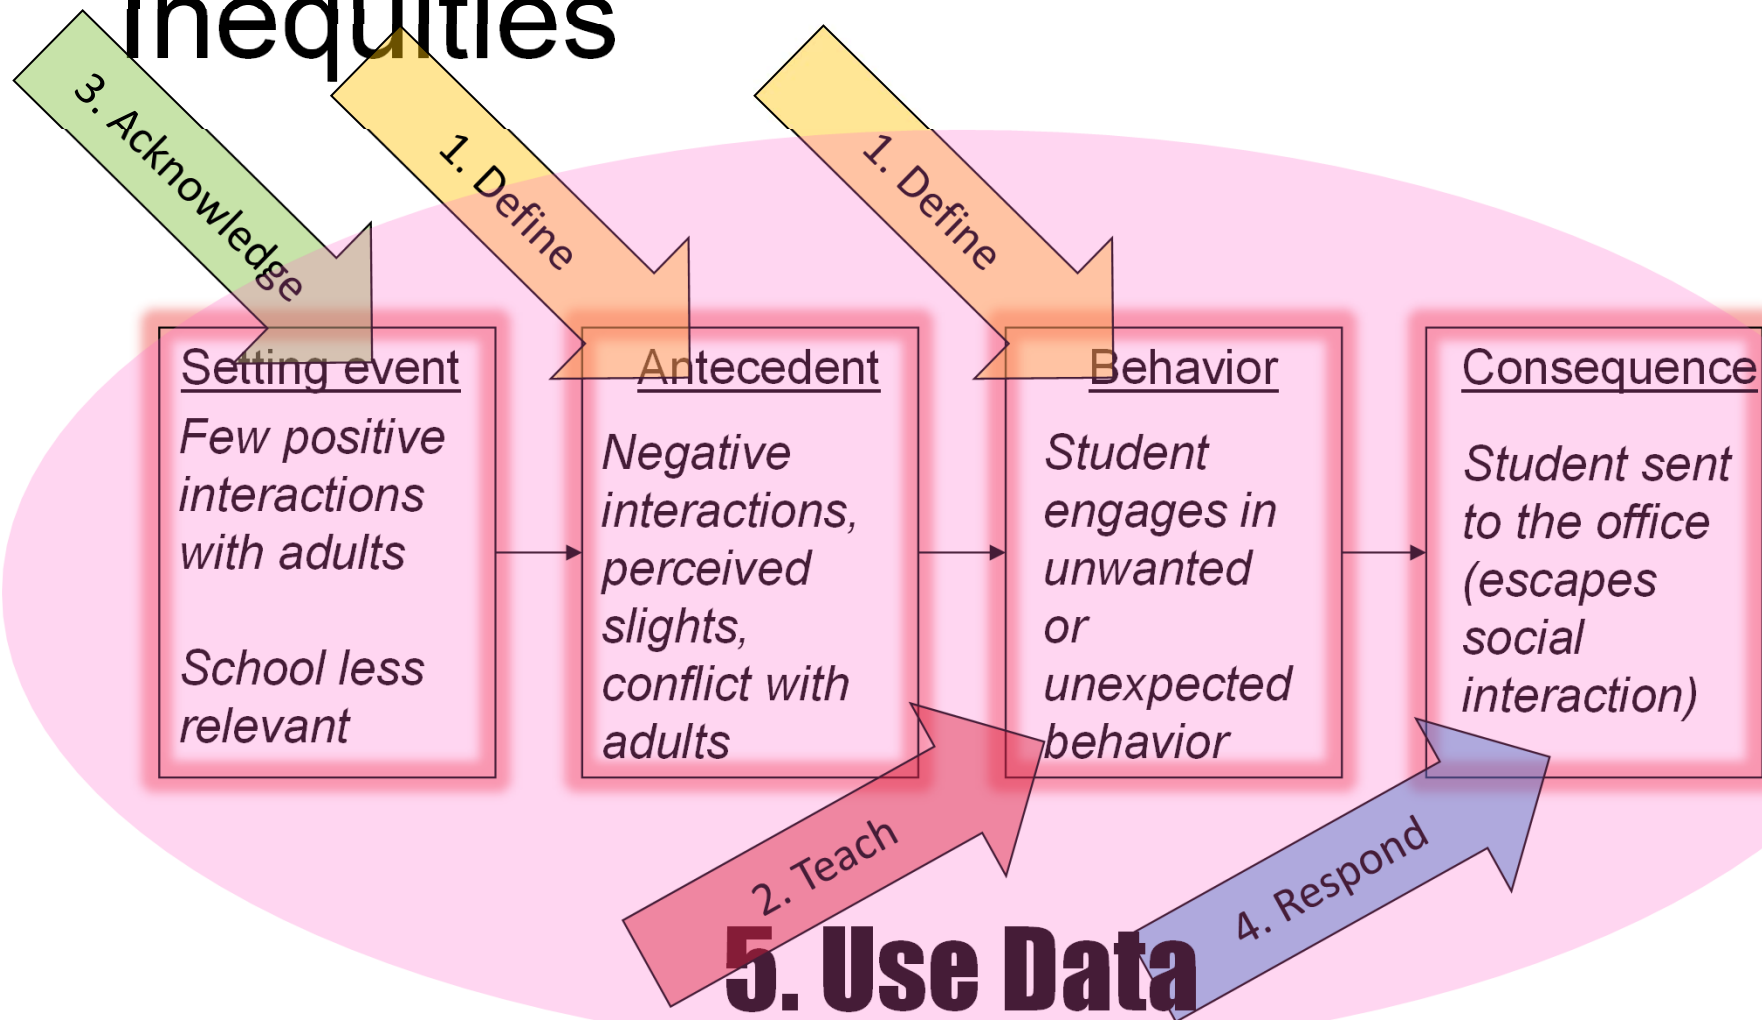 inequities
3. Acknowledge
1. Define
1. Define
Setting event
Few positive
interactions
with adults
School less
relevant
Antecedent
Negative
interactions,
perceived
slights,
conflict with
adults
Behavior
Student
engages in
unwanted
or
unexpected
behavior
Consequence
Student sent
to the office
(escapes
social
interaction)
2. Teach
4. Respond
5. Use Data